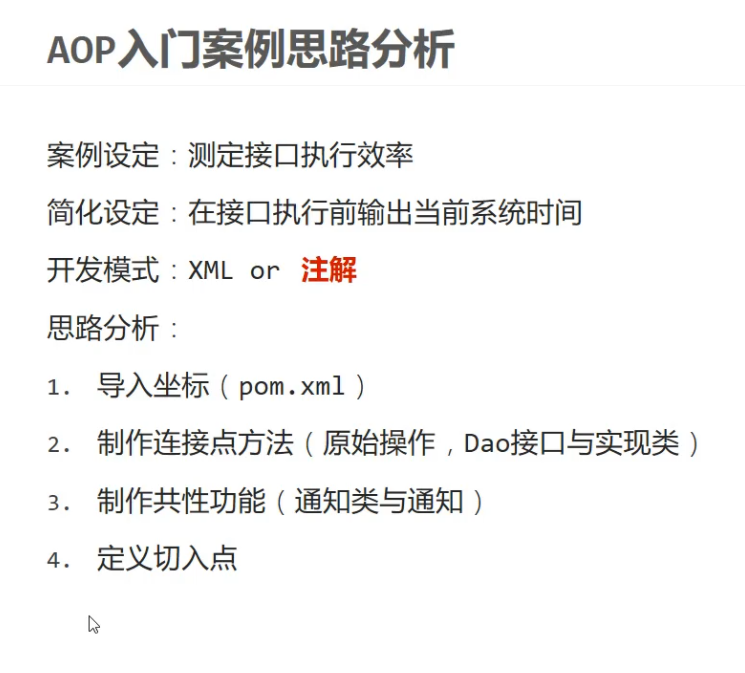 AOP入门案例思路分析
案例设定：测定接口执行效率
简化设定：在接口执行前输出当前系统时间
开发模式：XML or 注解
思路分析：
1. 导入坐标（pom.xml）
2. 制作连接点方法（原始操作，Dao接口与实现类）
3. 制作共性功能（通知类与通知）
4. 定义切入点